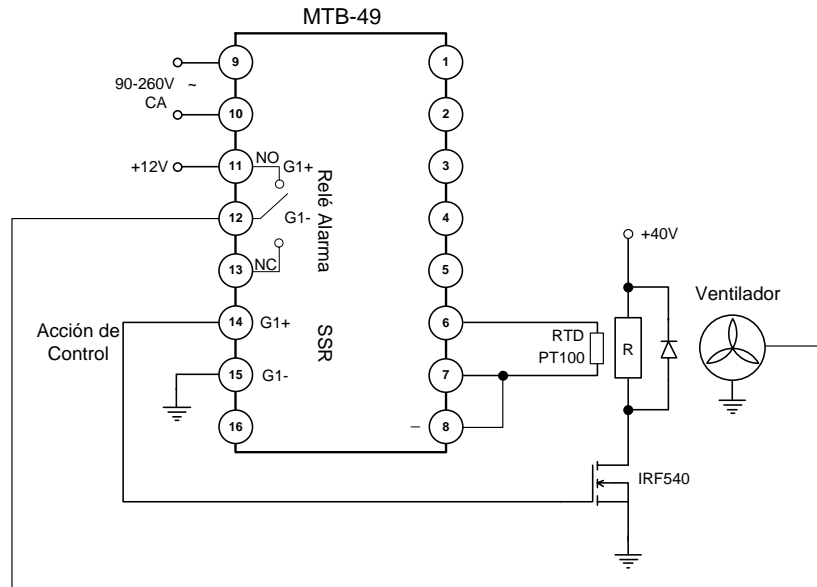 MTB-49
9
1
90-260V ~
CA
10
2
+12V
11
NO
G1+
3
12
G1-
4
Relé Alarma
13
NC
5
+40V
Ventilador
Acción de
Control
14
G1+
SSR
6
RTD
PT100
R
15
G1-
7
16
–
8
IRF540